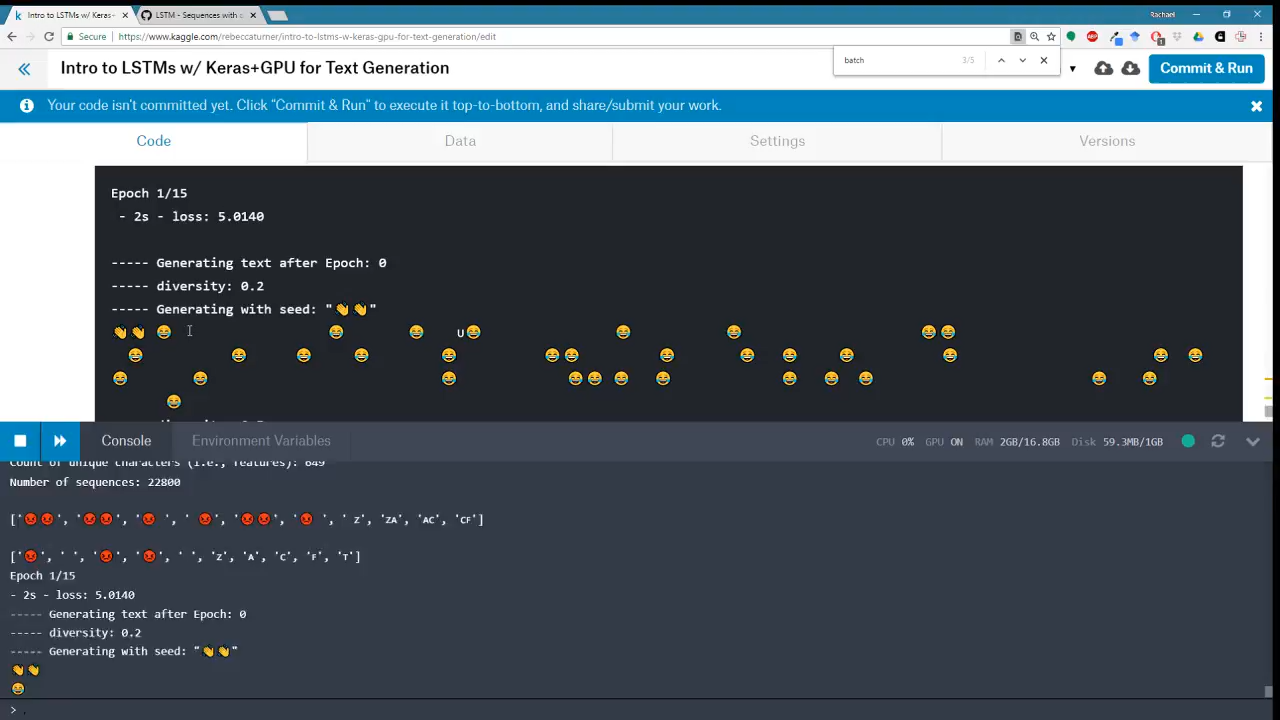 Intro to LSTMs w/ Keras+
LSTM - Sequences with
Rachael
Secure
https://www.kaggle.com/rebeccaturner/intro-to-lstms-w-keras-gpu-for-text-generation/edit
batch
3/5
Intro to LSTMs w/ Keras+GPU for Text Generation
Commit & Run
Your code isn't committed yet. Click "Commit & Run" to execute it top-to-bottom, and share/submit your work.
Code
Data
Settings
Versions
Epoch 1/15
- 2s - loss: 5.0140
----- Generating text after Epoch: 0
----- diversity: 0.2
----- Generating with seed: "👏👏"
👏👏 😂 😂 😂 U😂 😂 😂 😂😂
😂 😂 😂 😂 😂 😂😂 😂 😂 😂 😂 😂 😂 😂
😂 😂 😂 😂😂 😂 😂 😂 😂 😂 😂 😂
😂
Console
Environment Variables
CPU 0% GPU ON RAM 2GB/16.8GB Disk 59.3MB/1GB
Count of unique characters (i.e., features): 849
Number of sequences: 22800
['😡😡', '😡😡', '😡 ', ' 😡', '😡😡', '😡 ', ' Z', 'ZA', 'AC', 'CF']
['😡', ' ', '😡', '😡', ' ', 'Z', 'A', 'C', 'F', 'T']
Epoch 1/15
- 2s - loss: 5.0140
----- Generating text after Epoch: 0
----- diversity: 0.2
----- Generating with seed: "👏👏"
👏👏
😂
>